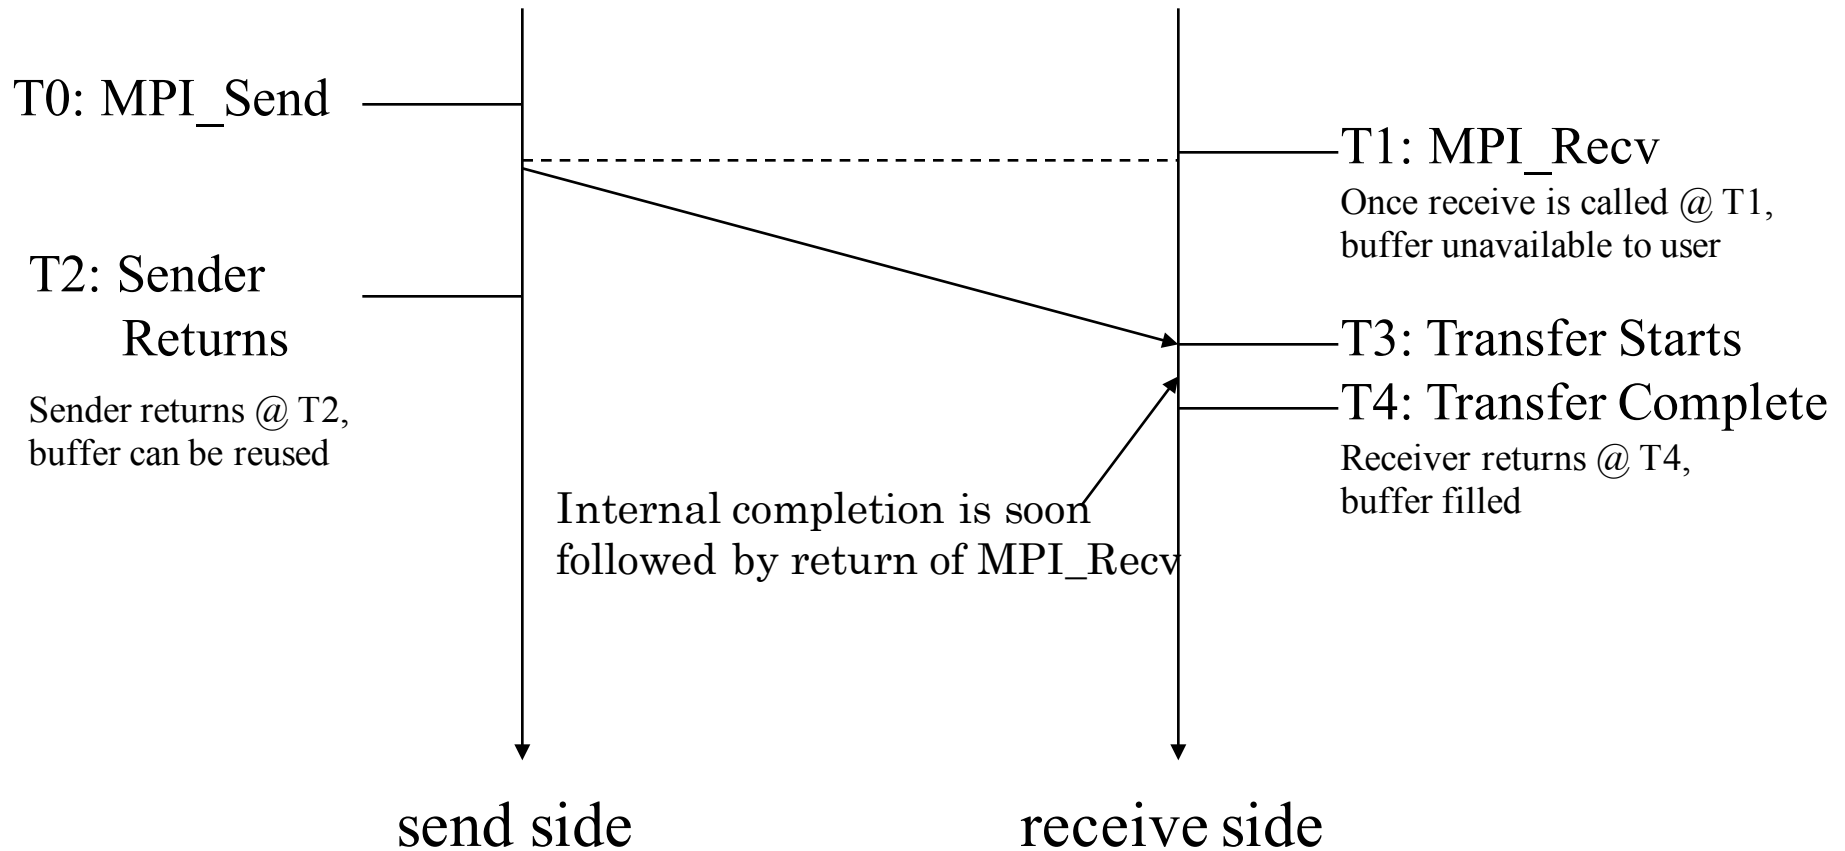 T0: MPI_Send
T1: MPI_Recv
Once receive is called @ T1,
buffer unavailable to user
T2: Sender
Returns
Sender returns @ T2,
buffer can be reused
T3: Transfer Starts
T4: Transfer Complete
Receiver returns @ T4,
buffer filled
Internal completion is soon
followed by return of MPI_Recv
send side
receive side